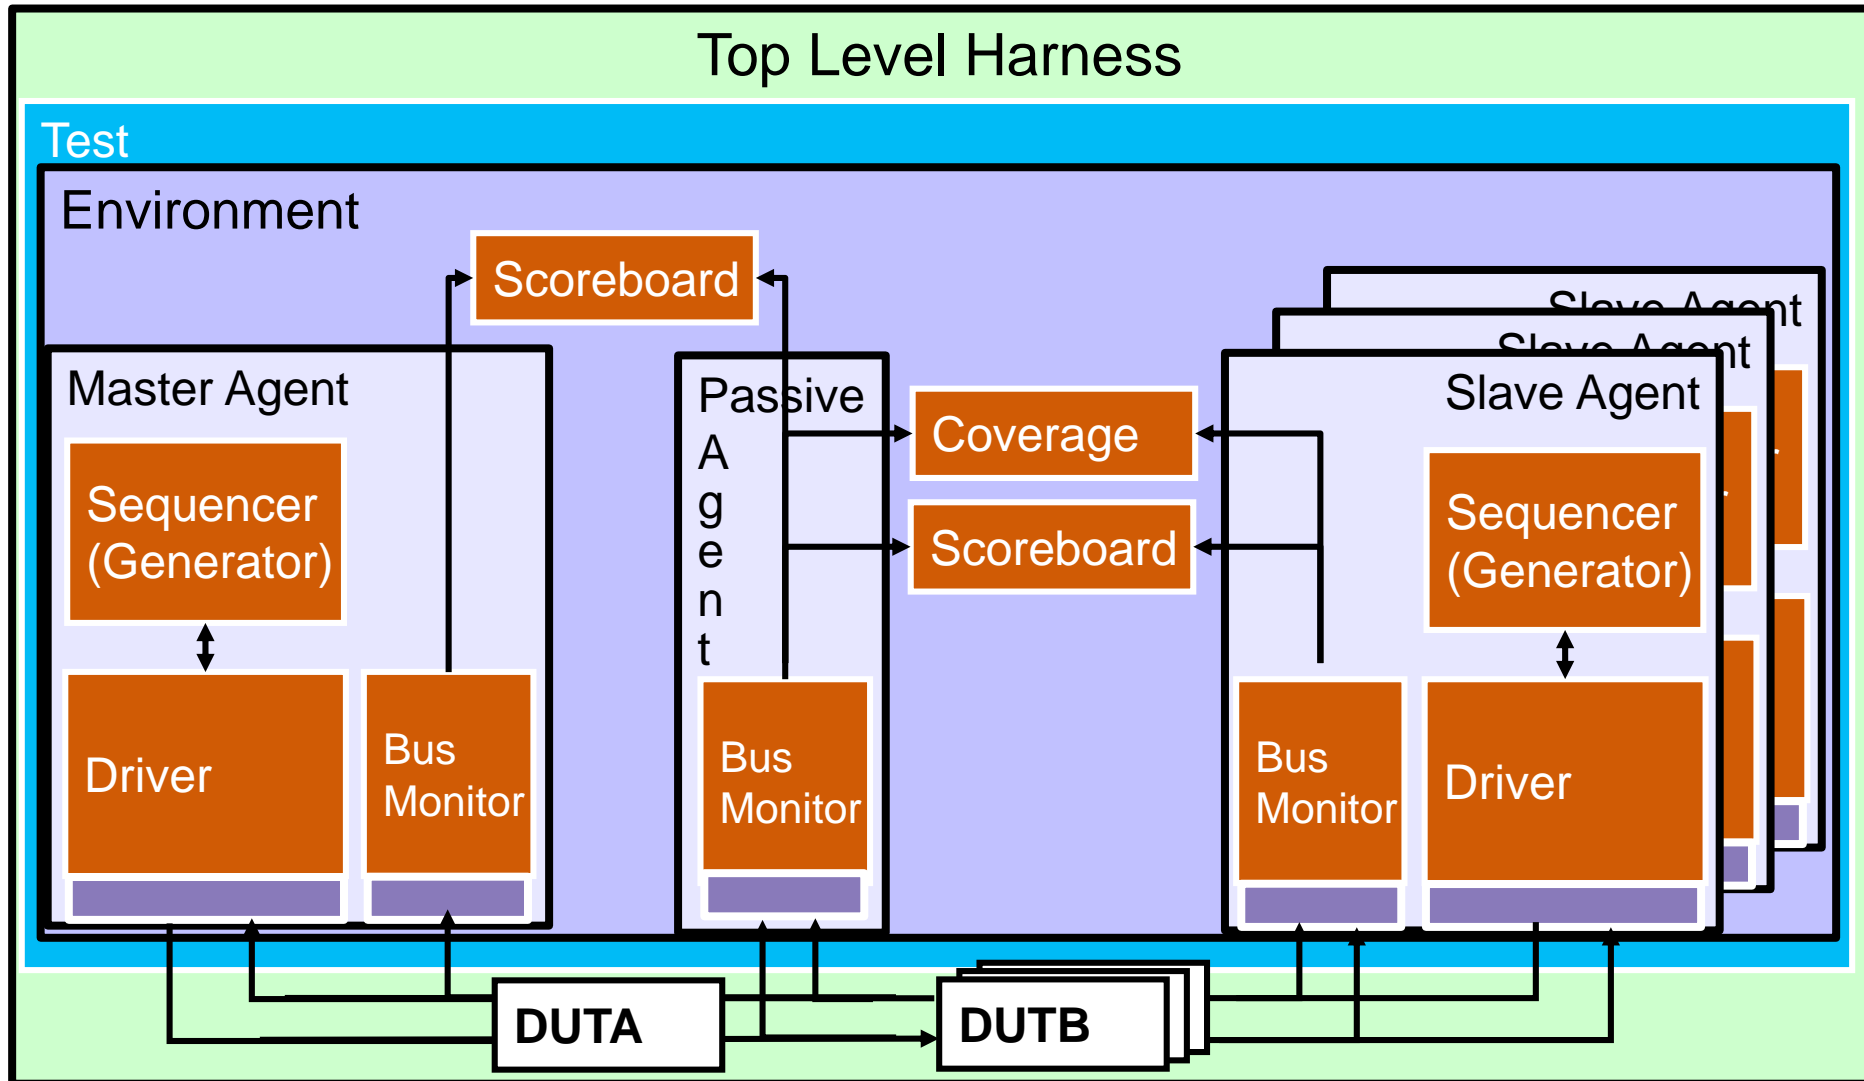 Top Level Harness
Test
Environment
Scoreboard
Slave Agent
Slave Agent
Slave Agent
Master Agent
Passive
A
g
e
n
t
Coverage
Scoreboard
Sequencer
(Generator)
Sequencer
(Generator)
Driver
Bus
Monitor
Bus
Monitor
Bus
Monitor
Driver
DUTA
DUTB